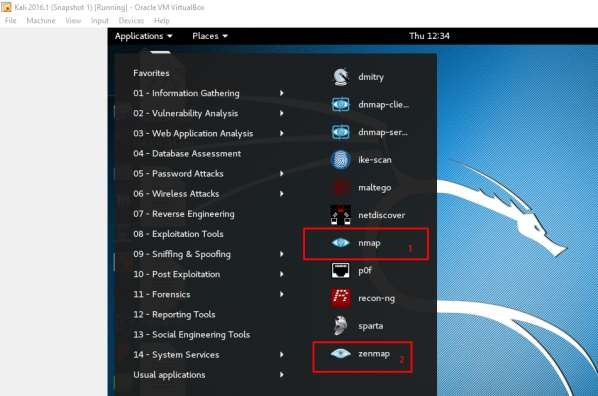 Kali 2016.1 (Snapshot 1) [Running] - Oracle VM VirtualBox
File Machine View Input Devices Help
Applications Places Thu 12:34
Favorites
01 - Information Gathering
02 - Vulnerability Analysis
03 - Web Application Analysis
04 - Database Assessment
05 - Password Attacks
06 - Wireless Attacks
07 - Reverse Engineering
08 - Exploitation Tools
09 - Sniffing & Spoofing
10 - Post Exploitation
11 - Forensics
12 - Reporting Tools
13 - Social Engineering Tools
14 - System Services
Usual applications
dmitry
dnmap-clie...
dnmap-ser...
ike-scan
maltego
netdiscover
nmap 1
p0f
recon-ng
sparta
zenmap 2